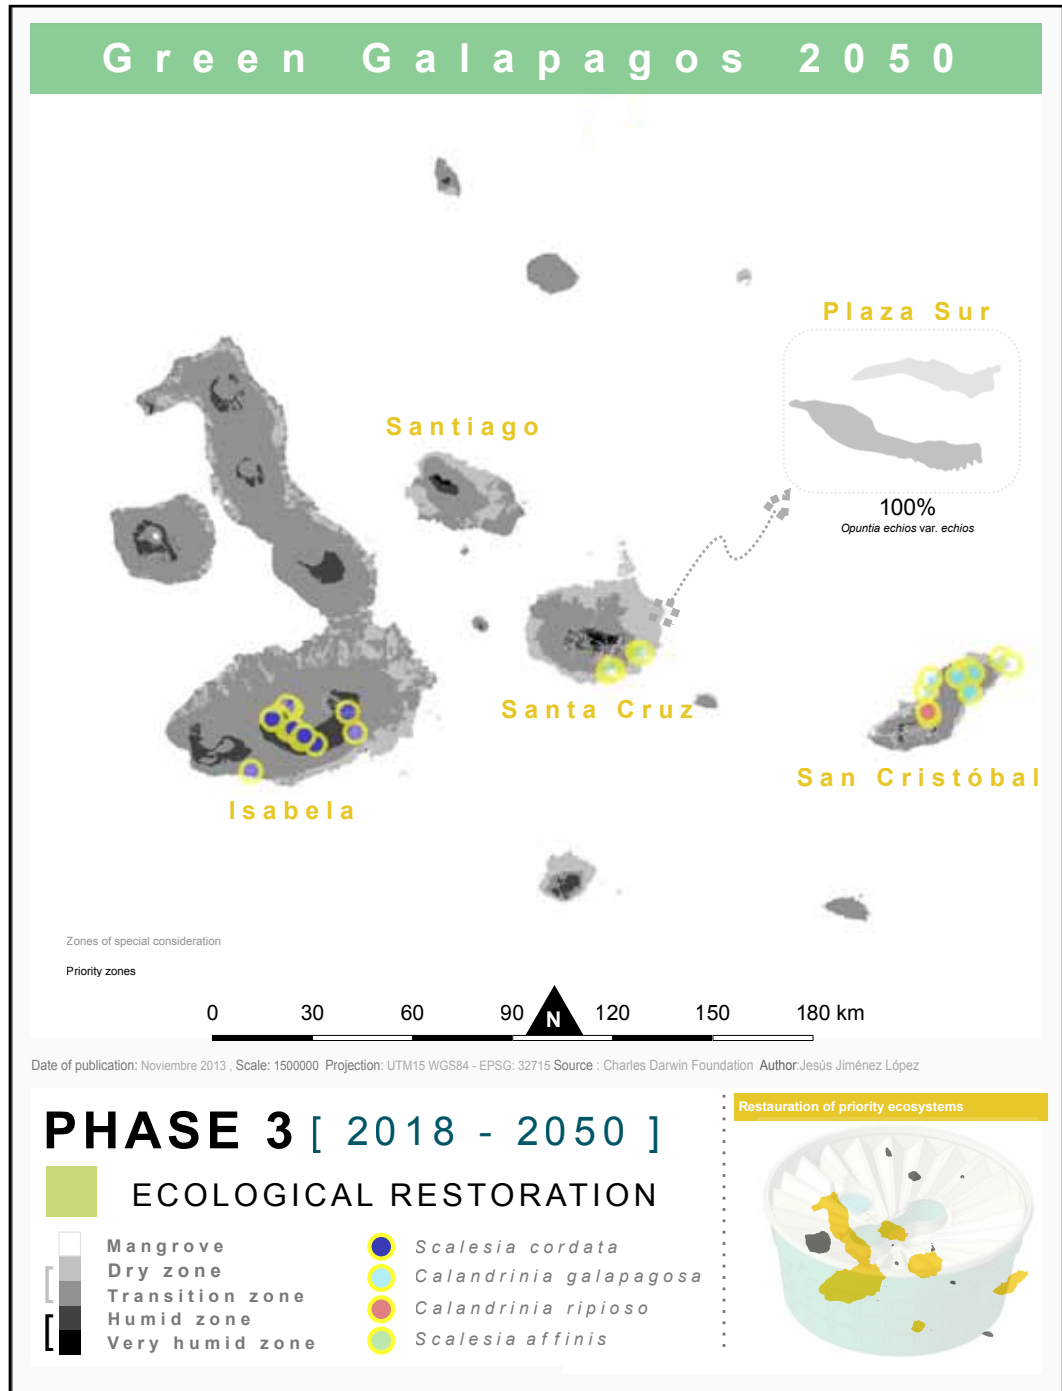 Green Galapagos 2050
Plaza Sur
Santiago
100%
Opuntia echios var. echios
Santa Cruz
San Cristóbal
Isabela
Zones of special consideration
Priority zones
0 30 60 90 N 120 150 180 km
Date of publication: Noviembre 2013 , Scale: 1500000 Projection: UTM15 WGS84 - EPSG: 32715 Source : Charles Darwin Foundation Author:Jesús Jiménez López
PHASE 3 [ 2018 - 2050 ]
ECOLOGICAL RESTORATION
Mangrove
Dry zone
Transition zone
Humid zone
Very humid zone
Scalesia cordata
Calandrinia galapagosa
Calandrinia ripioso
Scalesia affinis
Restauration of priority ecosystems